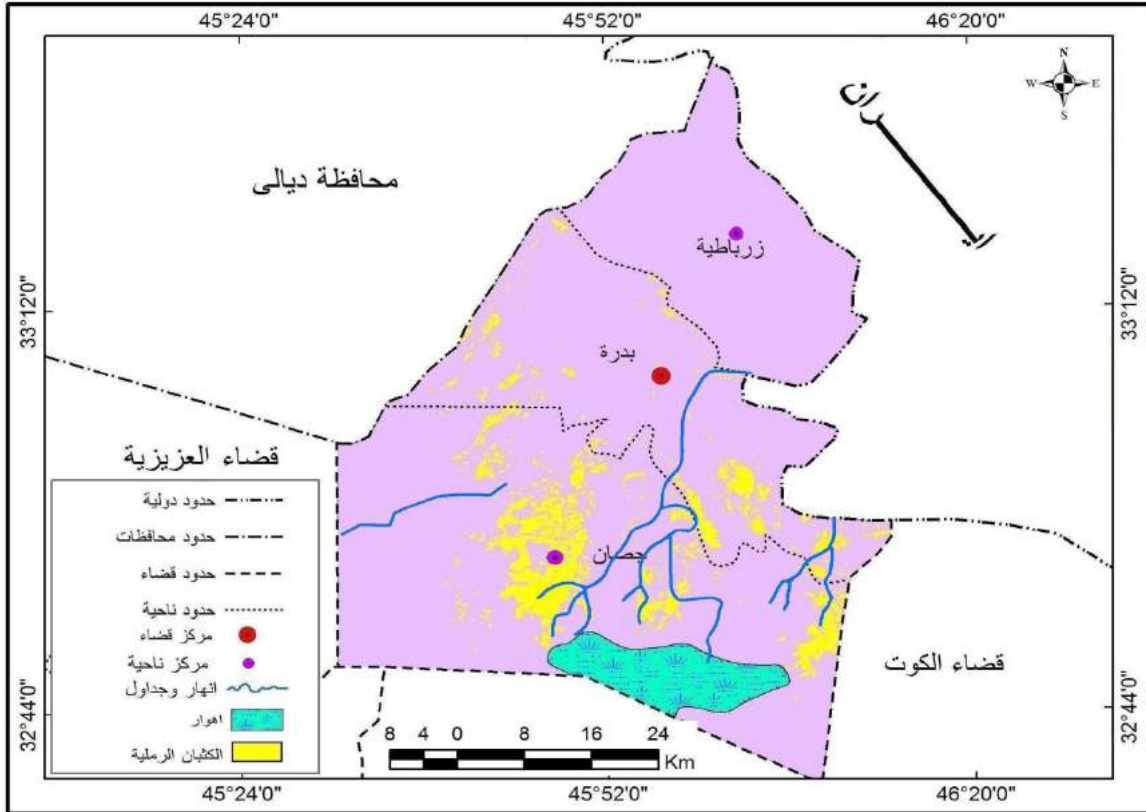 45°24'0"
45°52'0"
46°20'0"
N
W E
S
محافظة ديالى
زرباطية
33°12'0"
33°12'0"
بدرة
قضاء العزيزية
حدود دولية
حدود محافظات
حدود قضاء
حدود ناحية
مركز قضاء
مركز ناحية
انهار وجداول
اهوار
الكثبان الرملية
جصان
قضاء الكوت
32°44'0"
32°44'0"
8 4 0 8 16 24
Km
45°24'0"
45°52'0"
46°20'0"